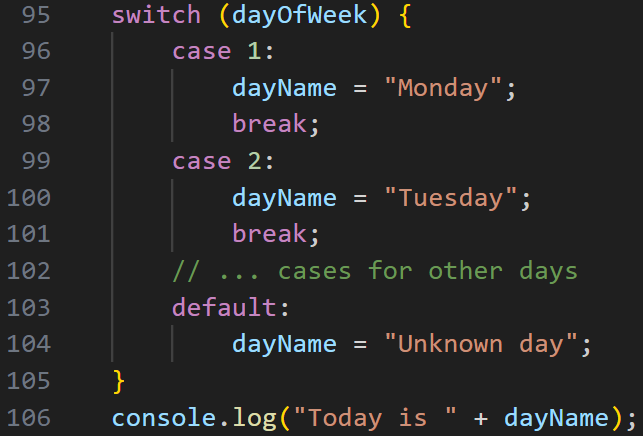 95 switch (dayOfWeek) {
96     case 1:
97         dayName = "Monday";
98         break;
99     case 2:
100         dayName = "Tuesday";
101         break;
102     // ... cases for other days
103     default:
104         dayName = "Unknown day";
105 }
106 console.log("Today is " + dayName);